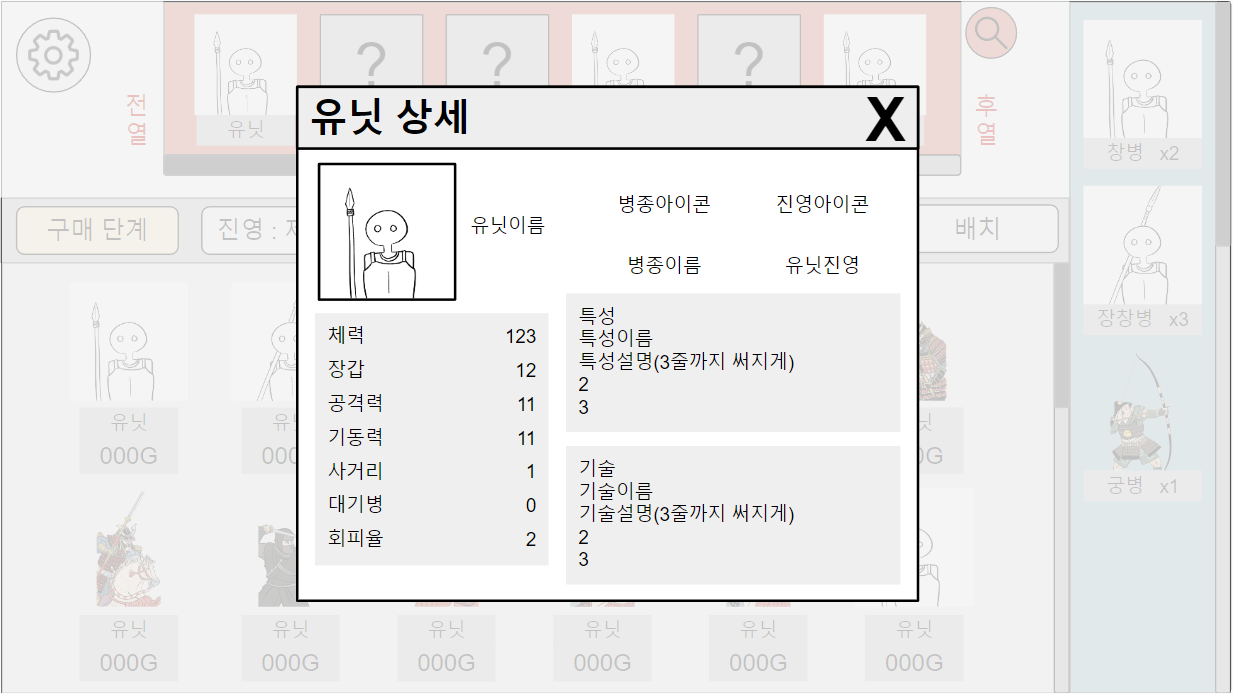 ?
?
?
전열
유닛
후열
창병 x2
장창병 x3
궁병 x1
구매 단계
진영 :
배치
유닛 상세
X
유닛이름
병종아이콘
진영아이콘
병종이름
유닛진영
체력 123
장갑 12
공격력 11
기동력 11
사거리 1
대기병 0
회피율 2
특성
특성이름
특성설명(3줄까지 써지게)
2
3
기술
기술이름
기술설명(3줄까지 써지게)
2
3
유닛
000G
유닛
000G
유닛
000G
유닛
000G
유닛
000G
유닛
000G
유닛
000G